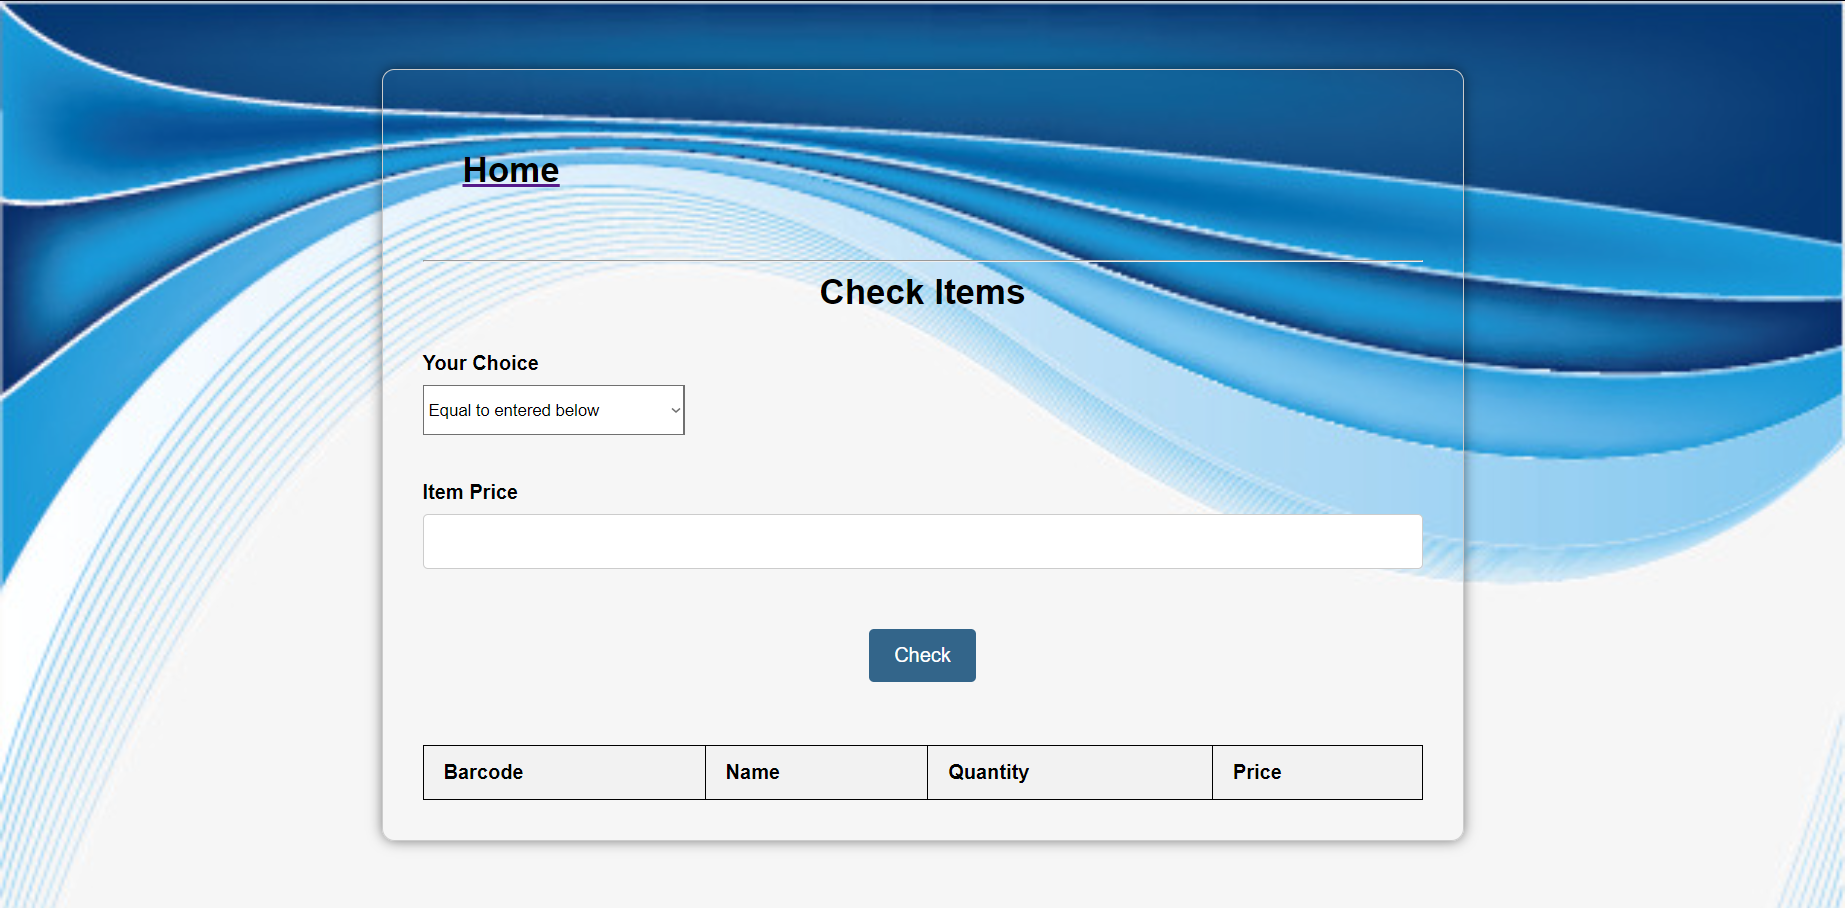 Home
Check Items
Your Choice
Equal to entered below
Item Price
Check
Barcode Name Quantity Price